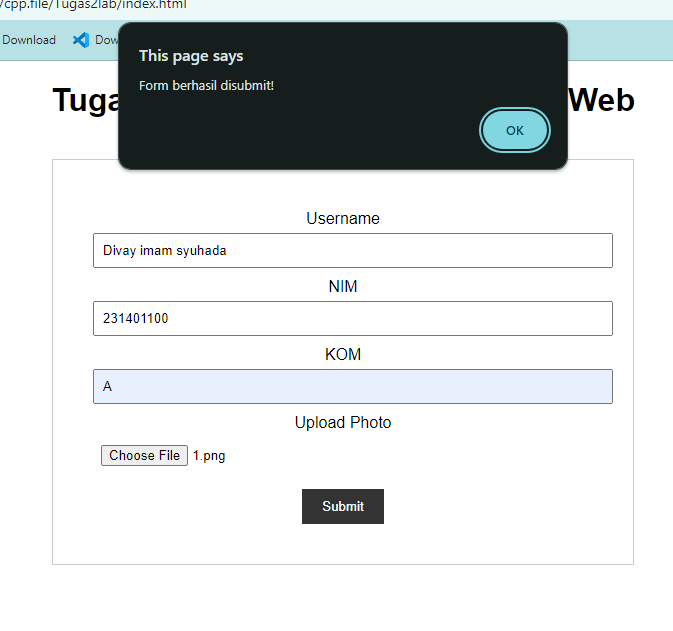 /cpp.file/Tugas2lab/index.html
Download
Dow
This page says
Form berhasil disubmit!
OK
Tuga Web
Username
Divay imam syuhada
NIM
231401100
KOM
A
Upload Photo
Choose File 1.png
Submit